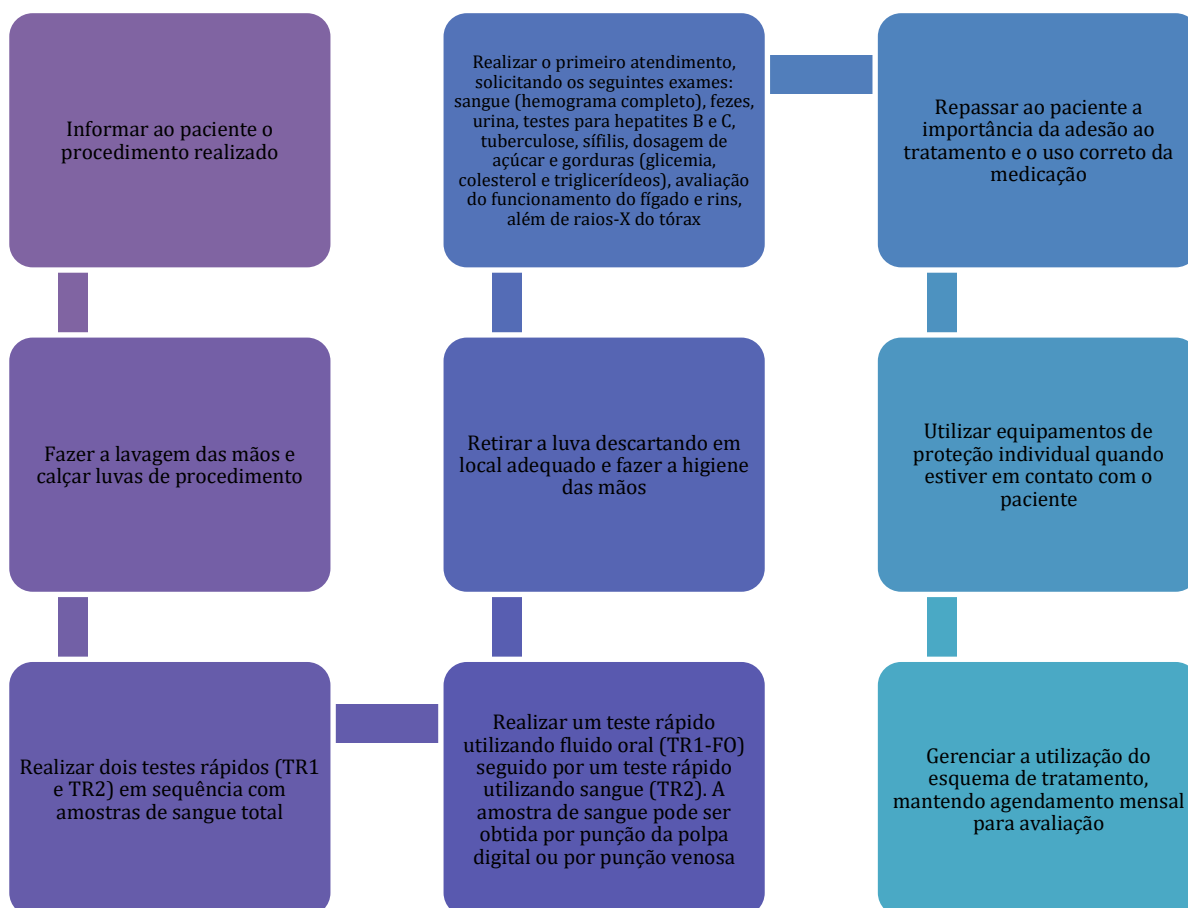 Informar ao paciente o
procedimento realizado
Fazer a lavagem das mãos e
calçar luvas de procedimento
Realizar dois testes rápidos (TR1
e TR2) em sequência com
amostras de sangue total
Realizar um teste rápido
utilizando fluido oral (TR1-FO)
seguido por um teste rápido
utilizando sangue (TR2). A
amostra de sangue pode ser
obtida por punção da polpa
digital ou por punção venosa
Retirar a luva descartando em
local adequado e fazer a higiene
das mãos
Realizar o primeiro atendimento,
solicitando os seguintes exames:
sangue (hemograma completo), fezes,
urina, testes para hepatites B e C,
tuberculose, sífilis, dosagem de
açúcar e gorduras (glicemia,
colesterol e triglicerídeos), avaliação
do funcionamento do fígado e rins,
além de raios-X do tórax
Repassar ao paciente a
importância da adesão ao
tratamento e o uso correto da
medicação
Utilizar equipamentos de
proteção individual quando
estiver em contato com o
paciente
Gerenciar a utilização do
esquema de tratamento,
mantendo agendamento mensal
para avaliação